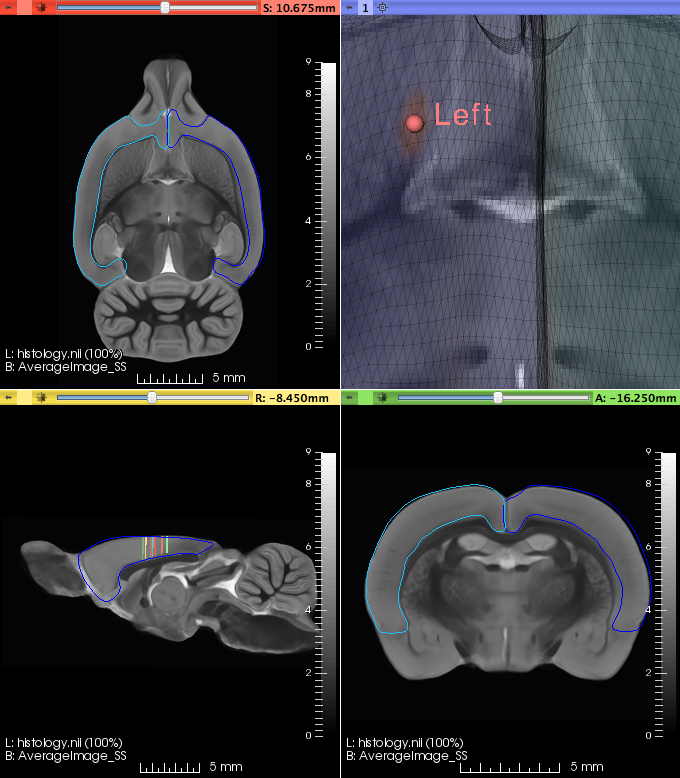 S: 10.675mm
9
8
6
4
2
0
L: histology.nii (100%)
B: AverageImage_SS
5 mm
1
Left
R: -8.450mm
9
8
6
4
2
0
L: histology.nii (100%)
B: AverageImage_SS
5 mm
A: -16.250mm
9
8
6
4
2
0
L: histology.nii (100%)
B: AverageImage_SS
5 mm